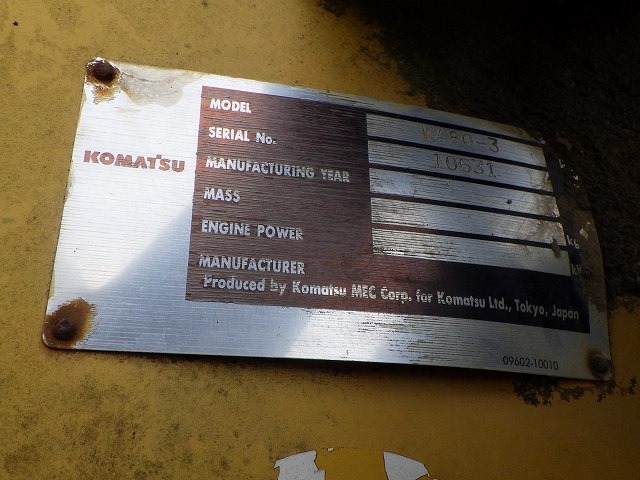 KOMATSU
MODEL WA80-3
SERIAL No. 10631
MANUFACTURING YEAR
MASS kg
ENGINE POWER
MANUFACTURER
Produced by Komatsu MEC Corp. for Komatsu Ltd., Tokyo, Japan
09602-10010